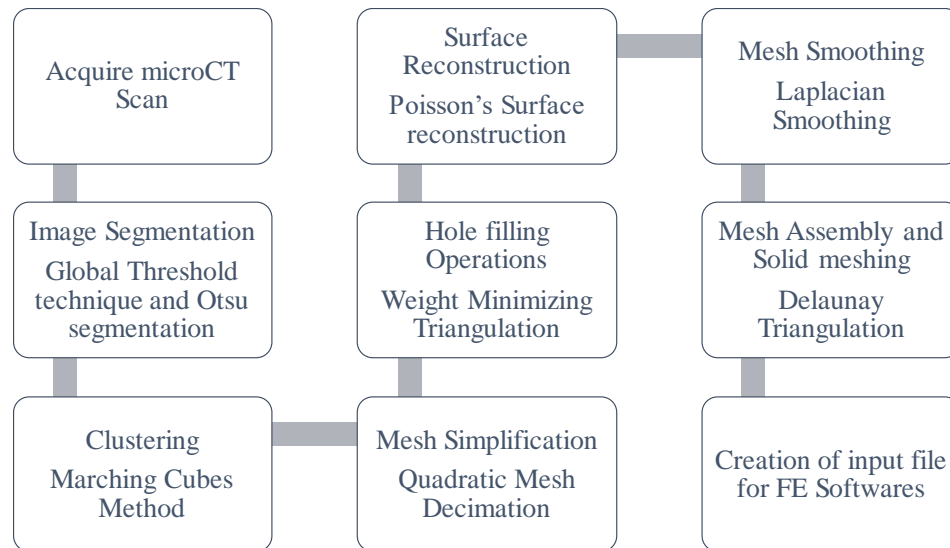 Acquire microCT
Scan
Image Segmentation
Global Threshold
technique and Otsu
segmentation
Clustering
Marching Cubes
Method
Mesh Simplification
Quadratic Mesh
Decimation
Hole filling
Operations
Weight Minimizing
Triangulation
Surface
Reconstruction
Poisson’s Surface
reconstruction
Mesh Smoothing
Laplacian
Smoothing
Mesh Assembly and
Solid meshing
Delaunay
Triangulation
Creation of input file
for FE Softwares